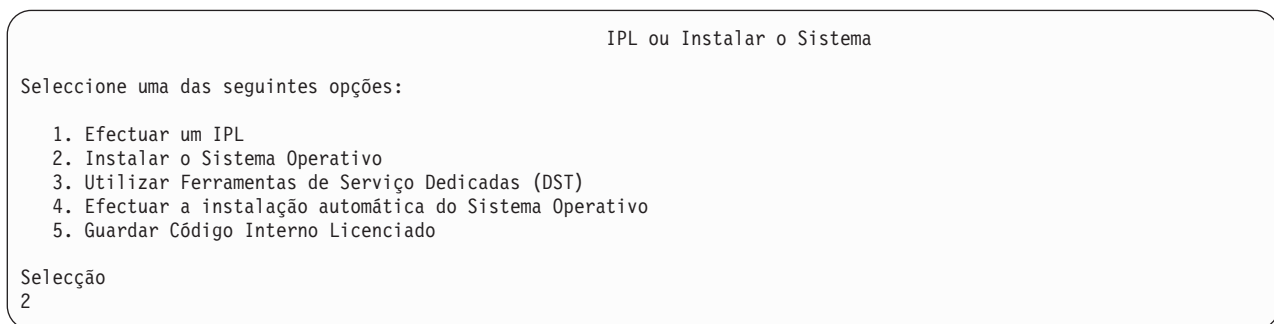 IPL ou Instalar o Sistema
Seleccione uma das seguintes opções:
1. Efectuar um IPL
2. Instalar o Sistema Operativo
3. Utilizar Ferramentas de Serviço Dedicadas (DST)
4. Efectuar a instalação automática do Sistema Operativo
5. Guardar Código Interno Licenciado
Selecção
2